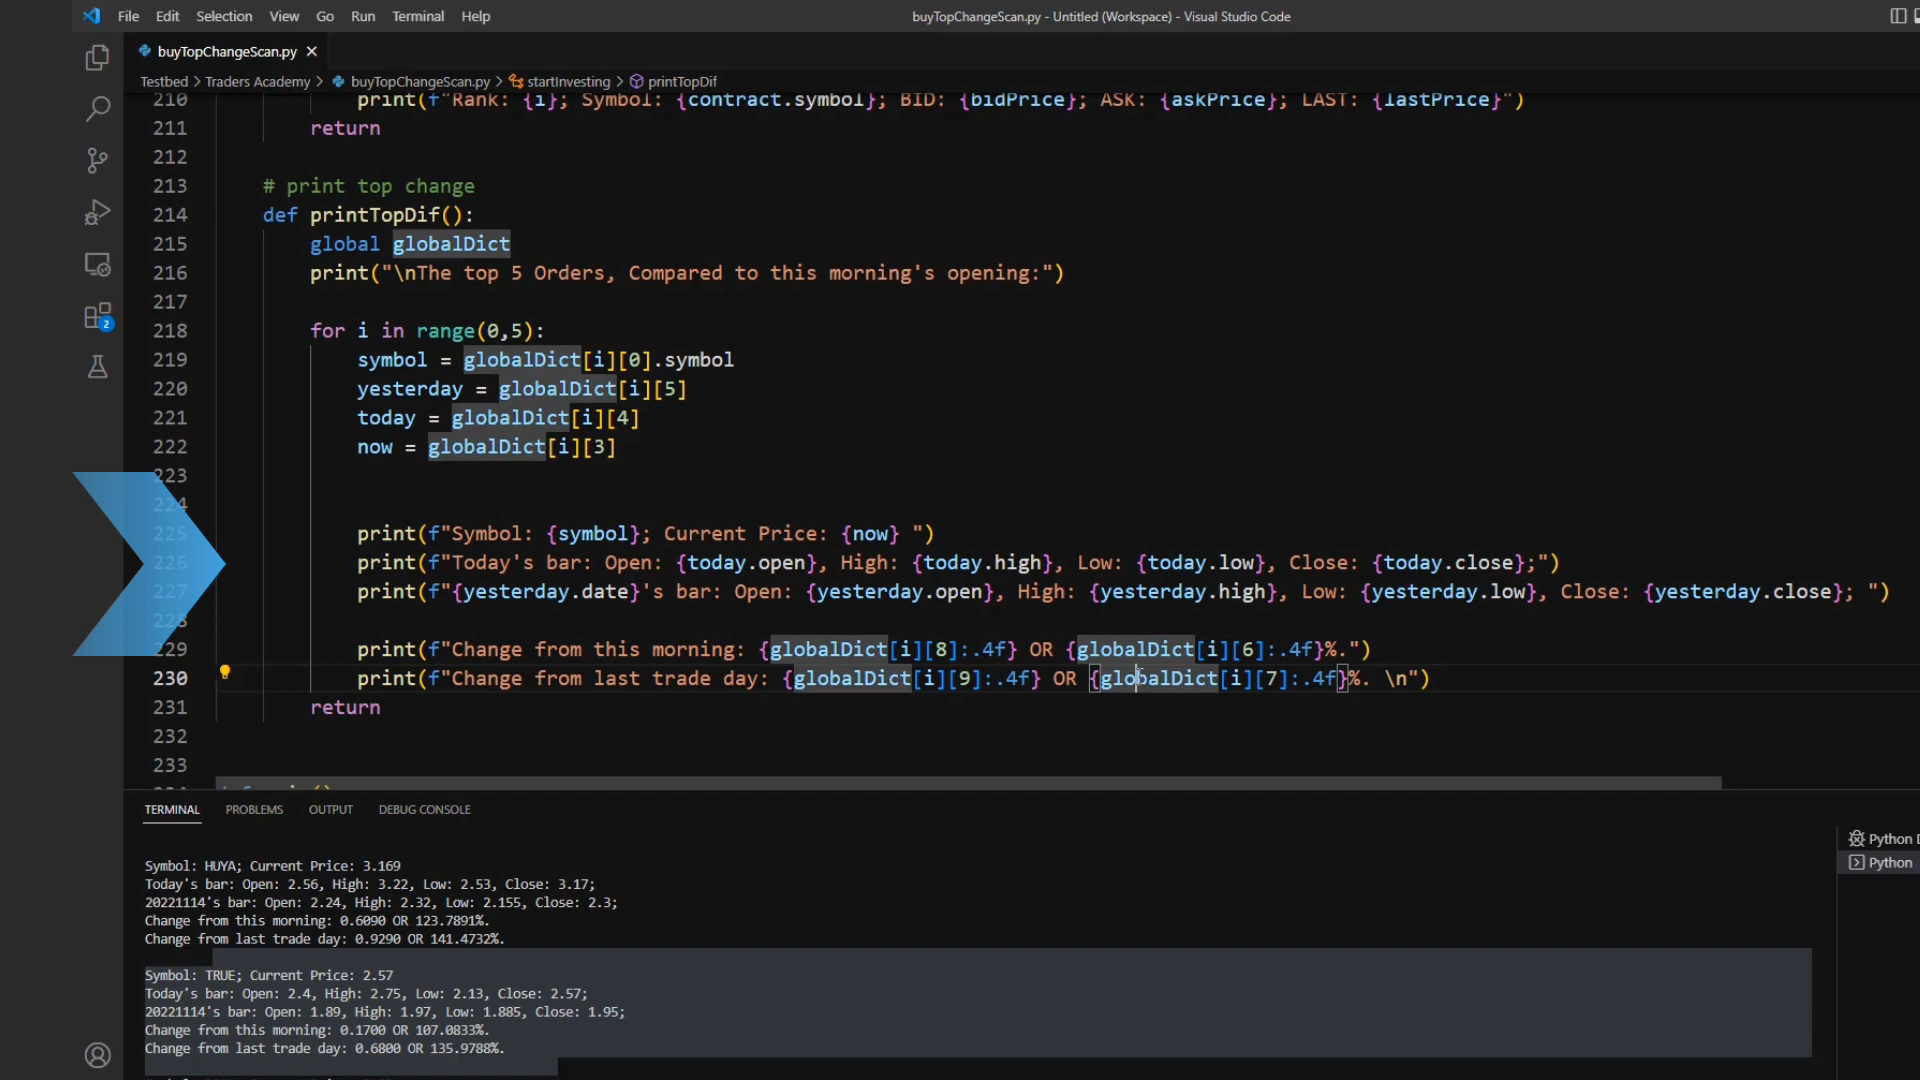 File Edit Selection View Go Run Terminal Help
buyTopChangeScan.py - Untitled (Workspace) - Visual Studio Code
buyTopChangeScan.py
Testbed > Traders Academy > buyTopChangeScan.py > startInvesting > printTopDif
210 print(f"Rank: {i}; Symbol: {contract.symbol}; BID: {bidPrice}; ASK: {askPrice}; LAST: {lastPrice}")
211 return
212
213 # print top change
214 def printTopDif():
215 global globalDict
216 print("\nThe top 5 Orders, Compared to this morning's opening:")
217
218 for i in range(0,5):
219 symbol = globalDict[i][0].symbol
220 yesterday = globalDict[i][5]
221 today = globalDict[i][4]
222 now = globalDict[i][3]
223
224
225 print(f"Symbol: {symbol}; Current Price: {now} ")
226 print(f"Today's bar: Open: {today.open}, High: {today.high}, Low: {today.low}, Close: {today.close};")
227 print(f"{yesterday.date}'s bar: Open: {yesterday.open}, High: {yesterday.high}, Low: {yesterday.low}, Close: {yesterday.close}; ")
228
229 print(f"Change from this morning: {globalDict[i][8]:.4f} OR {globalDict[i][6]:.4f}%.")
230 print(f"Change from last trade day: {globalDict[i][9]:.4f} OR {globalDict[i][7]:.4f}%. \n")
231 return
232
233
2
TERMINAL PROBLEMS OUTPUT DEBUG CONSOLE
Python D
Python
Symbol: HUYA; Current Price: 3.169
Today's bar: Open: 2.56, High: 3.22, Low: 2.53, Close: 3.17;
20221114's bar: Open: 2.24, High: 2.32, Low: 2.155, Close: 2.3;
Change from this morning: 0.6090 OR 123.7891%.
Change from last trade day: 0.9290 OR 141.4732%.
Symbol: TRUE; Current Price: 2.57
Today's bar: Open: 2.4, High: 2.75, Low: 2.13, Close: 2.57;
20221114's bar: Open: 1.89, High: 1.97, Low: 1.885, Close: 1.95;
Change from this morning: 0.1700 OR 107.0833%.
Change from last trade day: 0.6800 OR 135.9788%.